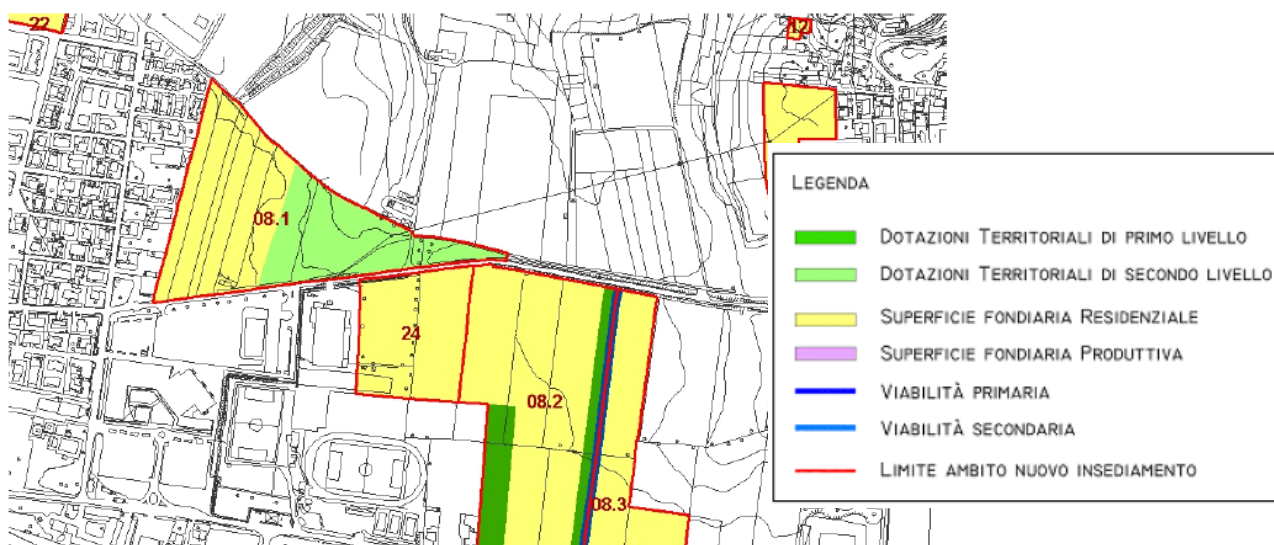 22
12
08.1
24
08.2
08.3
LEGENDA
DOTAZIONI TERRITORIALI DI PRIMO LIVELLO
DOTAZIONI TERRITORIALI DI SECONDO LIVELLO
SUPERFICIE FONDIARIA RESIDENZIALE
SUPERFICIE FONDIARIA PRODUTTIVA
VIABILITÀ PRIMARIA
VIABILITÀ SECONDARIA
LIMITE AMBITO NUOVO INSEDIAMENTO